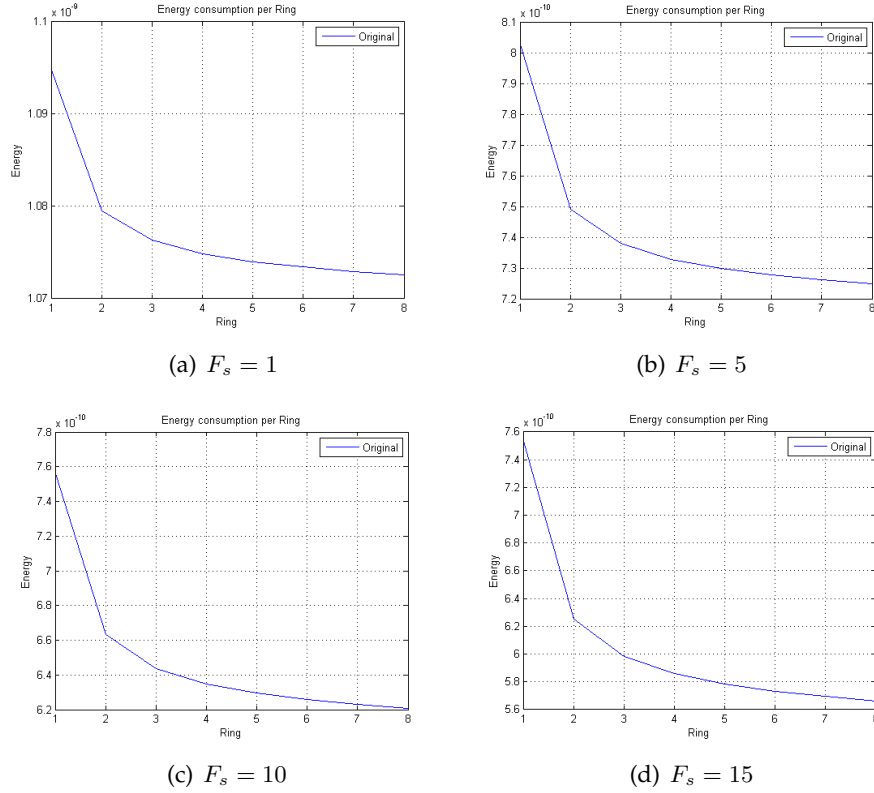 x 10^-9
Energy consumption per Ring
1.1
Original
1.09
Energy
1.08
1.07
1 2 3 4 5 6 7 8
Ring
(a) F_s = 1
x 10^-10
Energy consumption per Ring
8.1
Original
8
7.9
7.8
7.7
Energy
7.6
7.5
7.4
7.3
7.2
1 2 3 4 5 6 7 8
Ring
(b) F_s = 5
x 10^-10
Energy consumption per Ring
7.8
Original
7.6
7.4
7.2
7
Energy
6.8
6.6
6.4
6.2
1 2 3 4 5 6 7 8
Ring
(c) F_s = 10
x 10^-10
Energy consumption per Ring
7.6
Original
7.4
7.2
7
6.8
6.6
Energy
6.4
6.2
6
5.8
5.6
1 2 3 4 5 6 7 8
Ring
(d) F_s = 15